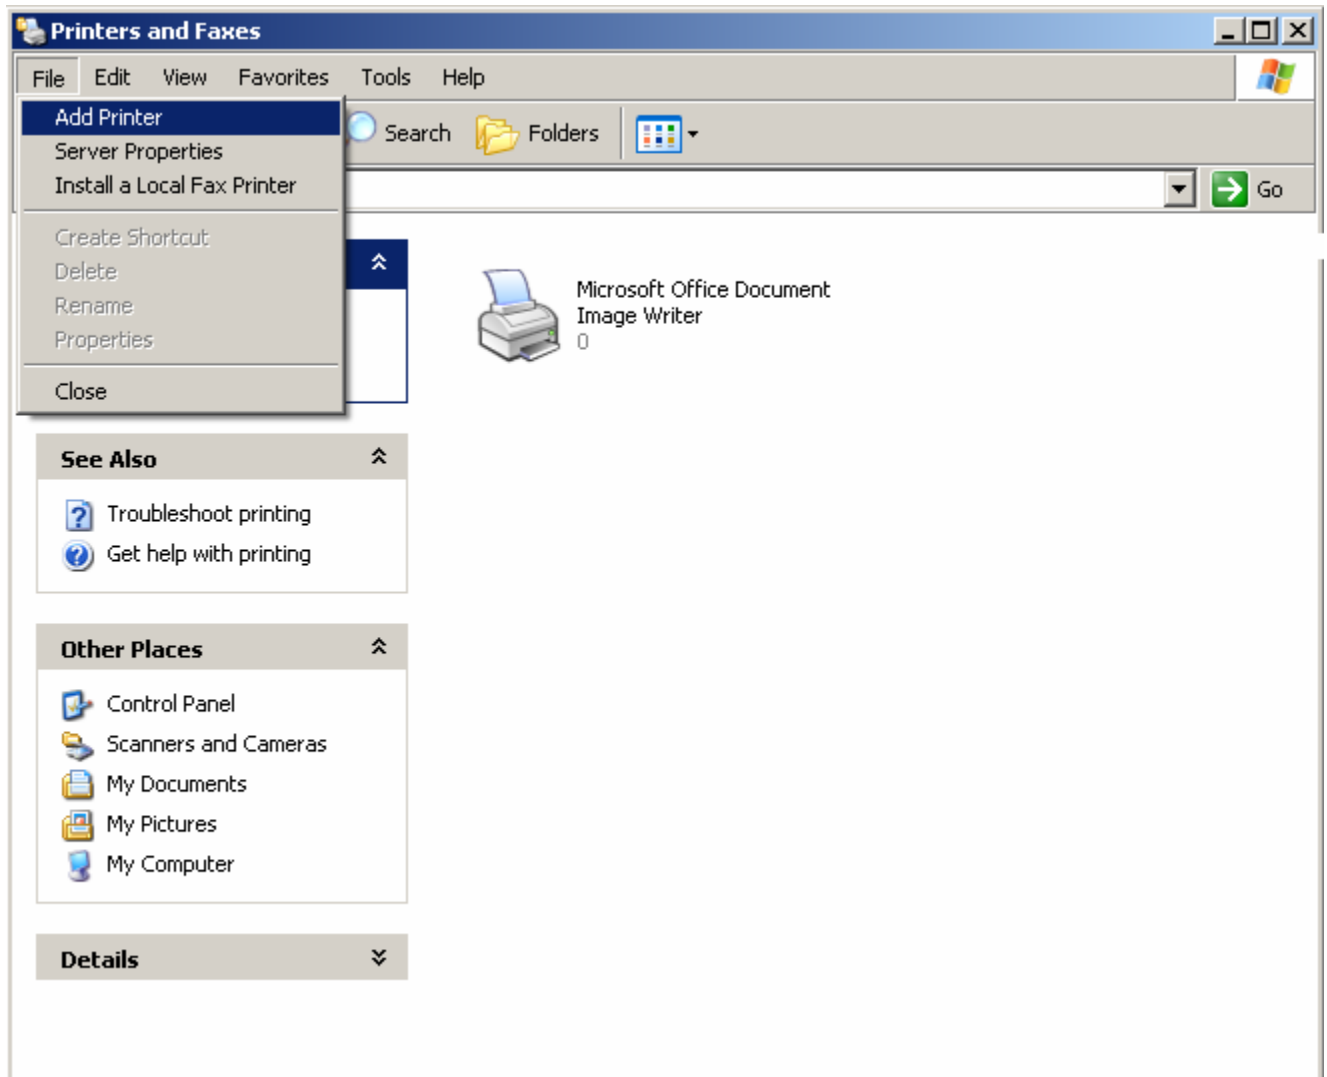 Printers and Faxes
File Edit View Favorites Tools Help
Add Printer
Server Properties
Install a Local Fax Printer
Create Shortcut
Delete
Rename
Properties
Close
Search Folders
Go
Microsoft Office Document
Image Writer
0
See Also
Troubleshoot printing
Get help with printing
Other Places
Control Panel
Scanners and Cameras
My Documents
My Pictures
My Computer
Details